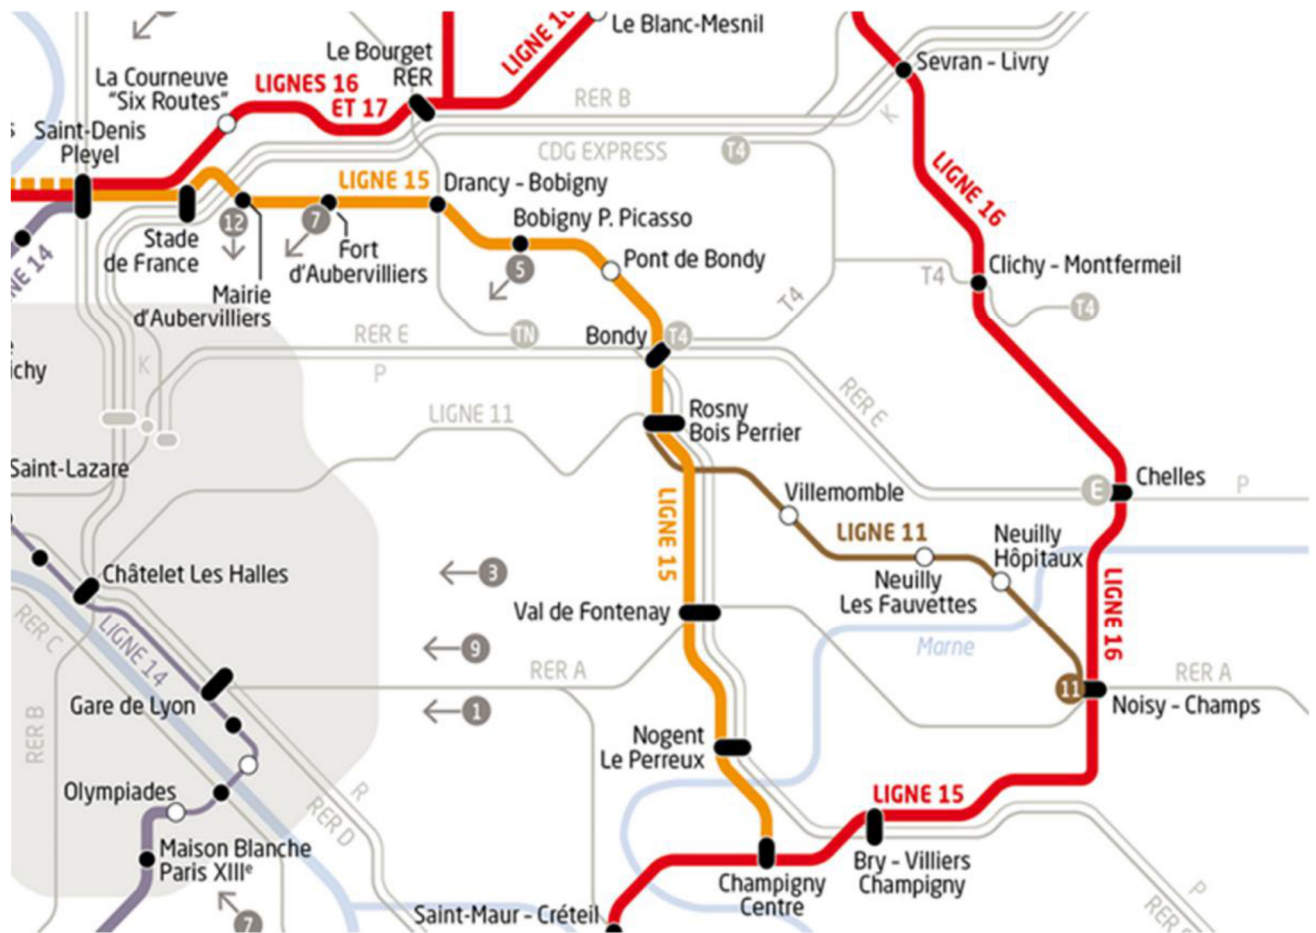 Le Blanc-Mesnil
LIGNE 16
Le Bourget
RER
Sevran - Livry
La Courneuve
“Six Routes”
LIGNES 16
ET 17
RER B
K
Saint-Denis
Pleyel
CDG EXPRESS
T4
LIGNE 16
LIGNE 15
Drancy - Bobigny
12
7
Bobigny P. Picasso
Stade
de France
Fort
d'Aubervilliers
5
Pont de Bondy
Clichy - Montfermeil
T4
T4
NE 14
Mairie
d'Aubervilliers
T4
RER E
TN
Bondy
T4
K
P
ichy
RER E
LIGNE 11
Rosny
Bois Perrier
Saint-Lazare
Chelles
E
P
Villemomble
LIGNE 15
LIGNE 11
Neuilly
Hôpitaux
Châtelet Les Halles
3
Neuilly
Les Fauvettes
LIGNE 16
Val de Fontenay
RER C
LIGNE 14
9
Marne
RER A
RER A
11
Noisy - Champs
Gare de Lyon
1
RER B
Nogent
Le Perreux
Olympiades
R
RER D
LIGNE 15
Maison Blanche
Paris XIIIe
Bry - Villiers
Champigny
Champigny
Centre
P
RER
Saint-Maur - Créteil
7